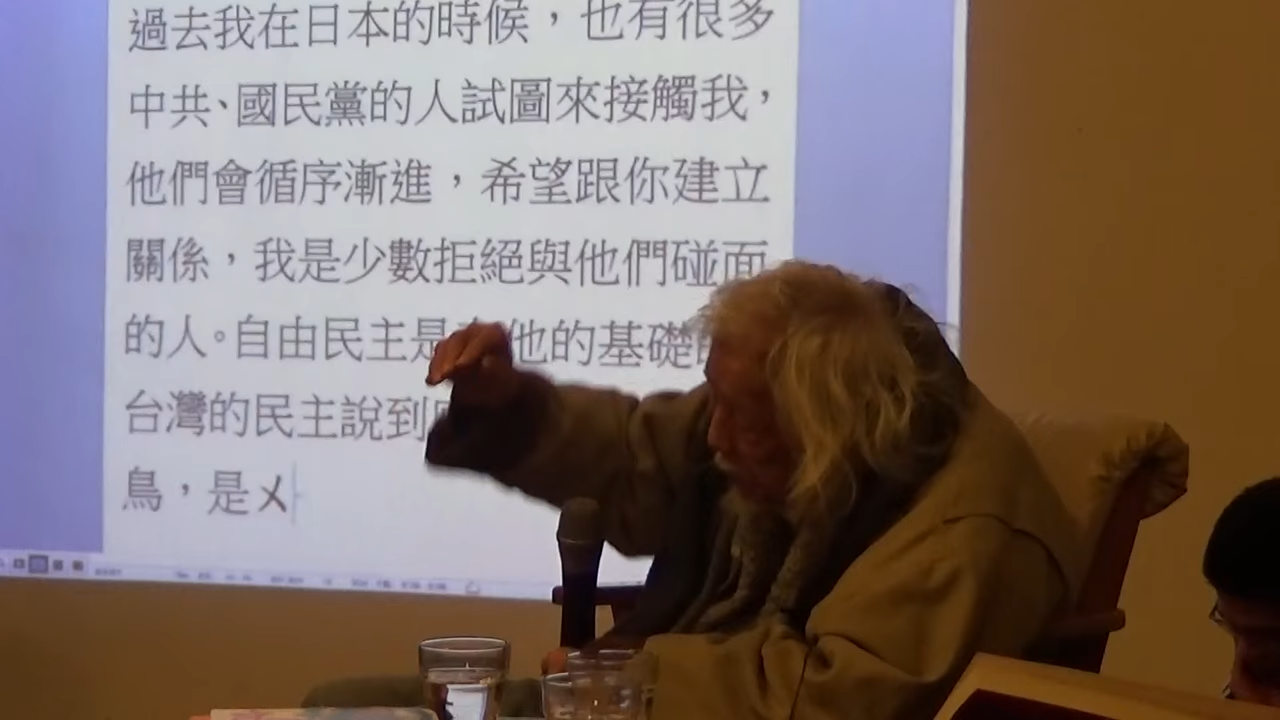 過去我在日本的時候，也有很多
中共、國民黨的人試圖來接觸我，
他們會循序漸進，希望跟你建立
關係，我是少數拒絕與他們碰面
的人。自由民主是他的基礎
台灣的民主說到
鳥，是ㄨ